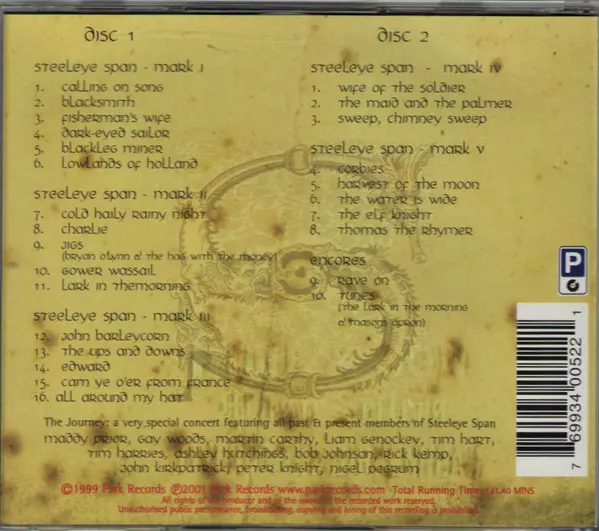 Disc 1
Steeleye Span - Mark I
1. Calling on Song
2. Blacksmith
3. Fisherman's Wife
4. Dark-Eyed Sailor
5. Blackleg Miner
6. Lowlands of Holland
Steeleye Span - Mark II
7. Cold Haily Rainy Night
8. Charlie
9. Jigs
(Bryan O'Lynn & The Hag With The Money)
10. Gower Wassail
11. Lark in TheMorning
Steeleye Span - Mark III
12. John Barleycorn
13. The Ups and Downs
14. Edward
15. Cam Ye O'er From France
16. All Around My Hat
Disc 2
Steeleye Span - Mark IV
1. Wife of The Soldier
2. The Maid and The Palmer
3. Sweep, Chimney Sweep
Steeleye Span - Mark V
4. Corbies
5. Harvest of The Moon
6. The Water is Wide
7. The Elf Knight
8. Thomas The Rhymer
Encores
9. Rave On
10. Tunes
(The Lark in The Morning
& Masons Apron)
P
7 69934 00522 1
The Journey: a very special concert featuring all past & present members of Steeleye Span
Maddy Prior, Gay Woods, Martin Carthy, Liam Genockey, Tim Hart,
Tim Harries, Ashley Hutchings, Bob Johnson, Rick Kemp,
John Kirkpatrick, Peter Knight, Nigel Pegrum
©1999 Park Records ℗2001 Park Records www.parkrecords.com Total Running Time: 141.40 MINS
All rights of the producer and of the owner of the recorded work reserved.
Unauthorised public performance, broadcasting, copying and hiring of this recording is prohibited.